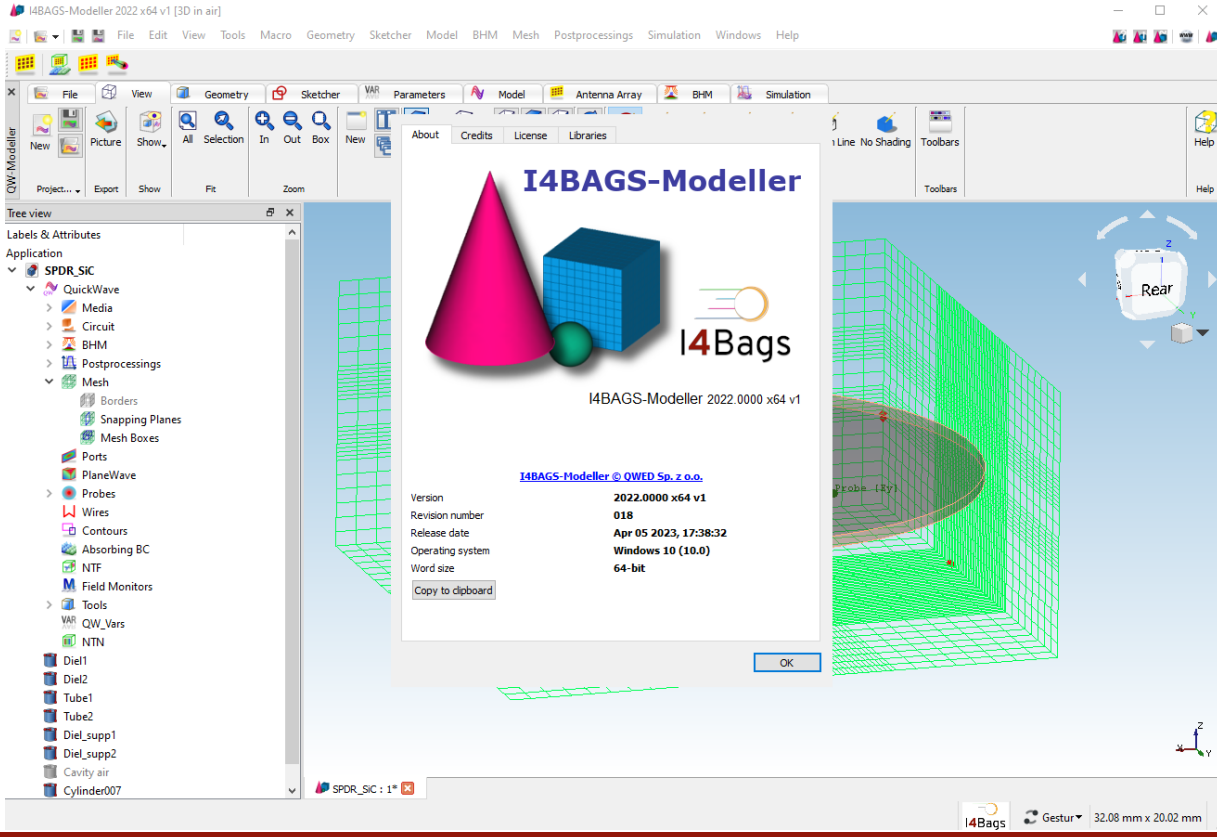 I4BAGS-Modeller 2022 x64 v1 [3D in air]
File Edit View Tools Macro Geometry Sketcher Model BHM Mesh Postprocessings Simulation Windows Help
File View Geometry Sketcher VAR Parameters Model Antenna Array BHM Simulation
QW-Modeller
New Picture Show All Selection In Out Box New Line No Shading Toolbars Help
Project... Export Show Fit Zoom Toolbars Help
Tree view
Labels & Attributes
Application
SPDR_SiC
QuickWave
Media
Circuit
BHM
Postprocessings
Mesh
Borders
Snapping Planes
Mesh Boxes
Ports
PlaneWave
Probes
Wires
Contours
Absorbing BC
NTF
Field Monitors
Tools
VAR QW_Vars
NTN
Diel1
Diel2
Tube1
Tube2
Diel_supp1
Diel_supp2
Cavity air
Cylinder007
About Credits License Libraries
I4BAGS-Modeller
I4Bags
I4BAGS-Modeller 2022.0000 x64 v1
I4BAGS-Modeller © QWED Sp. z o.o.
Version 2022.0000 x64 v1
Revision number 018
Release date Apr 05 2023, 17:38:32
Operating system Windows 10 (10.0)
Word size 64-bit
Copy to clipboard
OK
Probe (Ey)
Z
Rear
Y
Z
X
Y
SPDR_SiC : 1*
I4Bags Gestur 32.08 mm x 20.02 mm